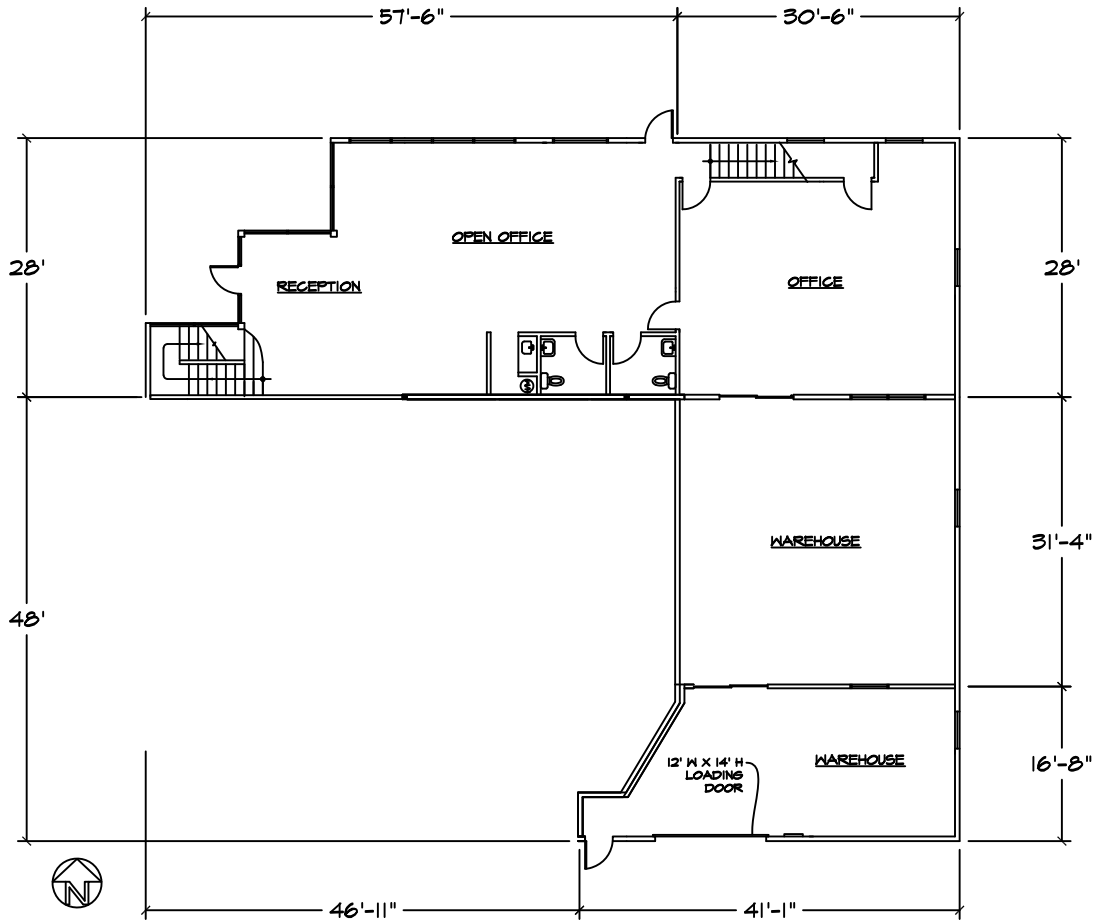 57'-6"
30'-6"
OPEN OFFICE
28'
RECEPTION
OFFICE
28'
WAREHOUSE
31'-4"
48'
12' W X 14' H
LOADING
DOOR
WAREHOUSE
16'-8"
N
46'-11"
41'-1"